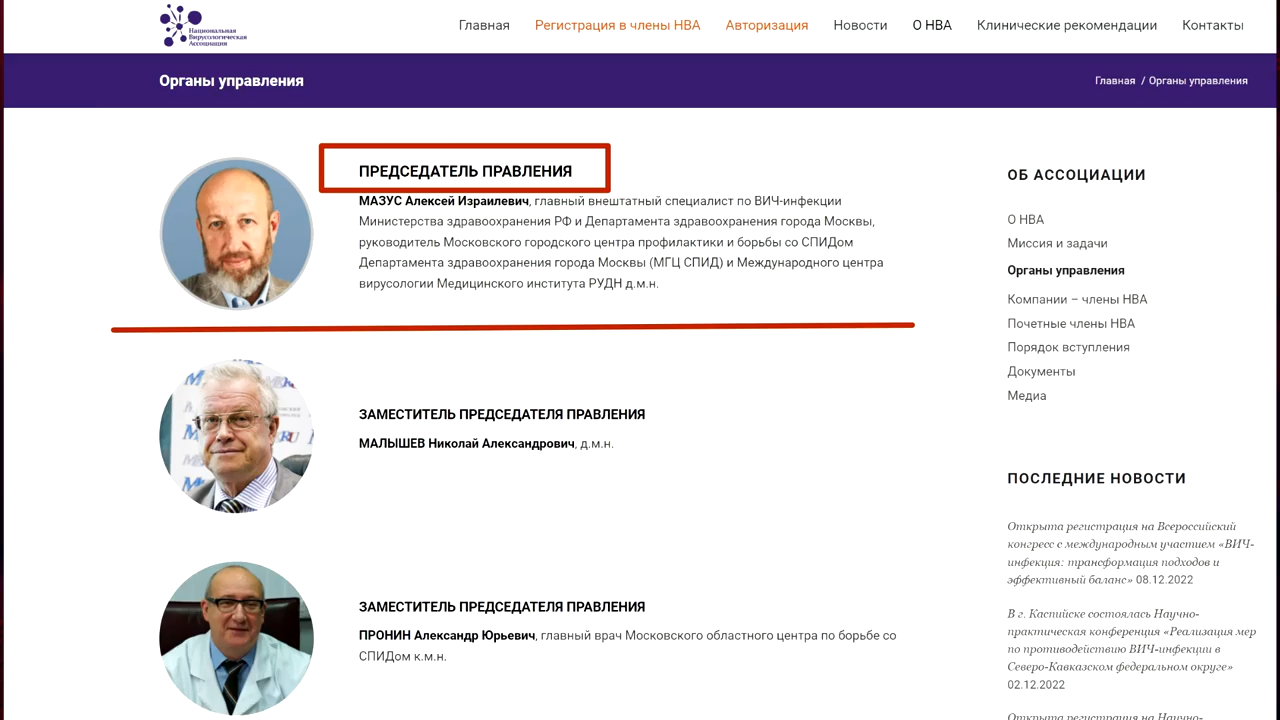 Национальная
Вирусологическая
Ассоциация
Главная Регистрация в члены НВА Авторизация Новости О НВА Клинические рекомендации Контакты
Органы управления
Главная / Органы управления
ПРЕДСЕДАТЕЛЬ ПРАВЛЕНИЯ
МАЗУС Алексей Израилевич, главный внештатный специалист по ВИЧ-инфекции
Министерства здравоохранения РФ и Департамента здравоохранения города Москвы,
руководитель Московского городского центра профилактики и борьбы со СПИДом
Департамента здравоохранения города Москвы (МГЦ СПИД) и Международного центра
вирусологии Медицинского института РУДН д.м.н.
ЗАМЕСТИТЕЛЬ ПРЕДСЕДАТЕЛЯ ПРАВЛЕНИЯ
МАЛЫШЕВ Николай Александрович, д.м.н.
ЗАМЕСТИТЕЛЬ ПРЕДСЕДАТЕЛЯ ПРАВЛЕНИЯ
ПРОНИН Александр Юрьевич, главный врач Московского областного центра по борьбе со
СПИДом к.м.н.
ОБ АССОЦИАЦИИ
О НВА
Миссия и задачи
Органы управления
Компании – члены НВА
Почетные члены НВА
Порядок вступления
Документы
Медиа
ПОСЛЕДНИЕ НОВОСТИ
Открыта регистрация на Всероссийский
конгресс с международным участием «ВИЧ-
инфекция: трансформация подходов и
эффективный баланс» 08.12.2022
В г. Каспийске состоялась Научно-
практическая конференция «Реализация мер
по противодействию ВИЧ-инфекции в
Северо-Кавказском федеральном округе»
02.12.2022
Открыта регистрация на Научно-